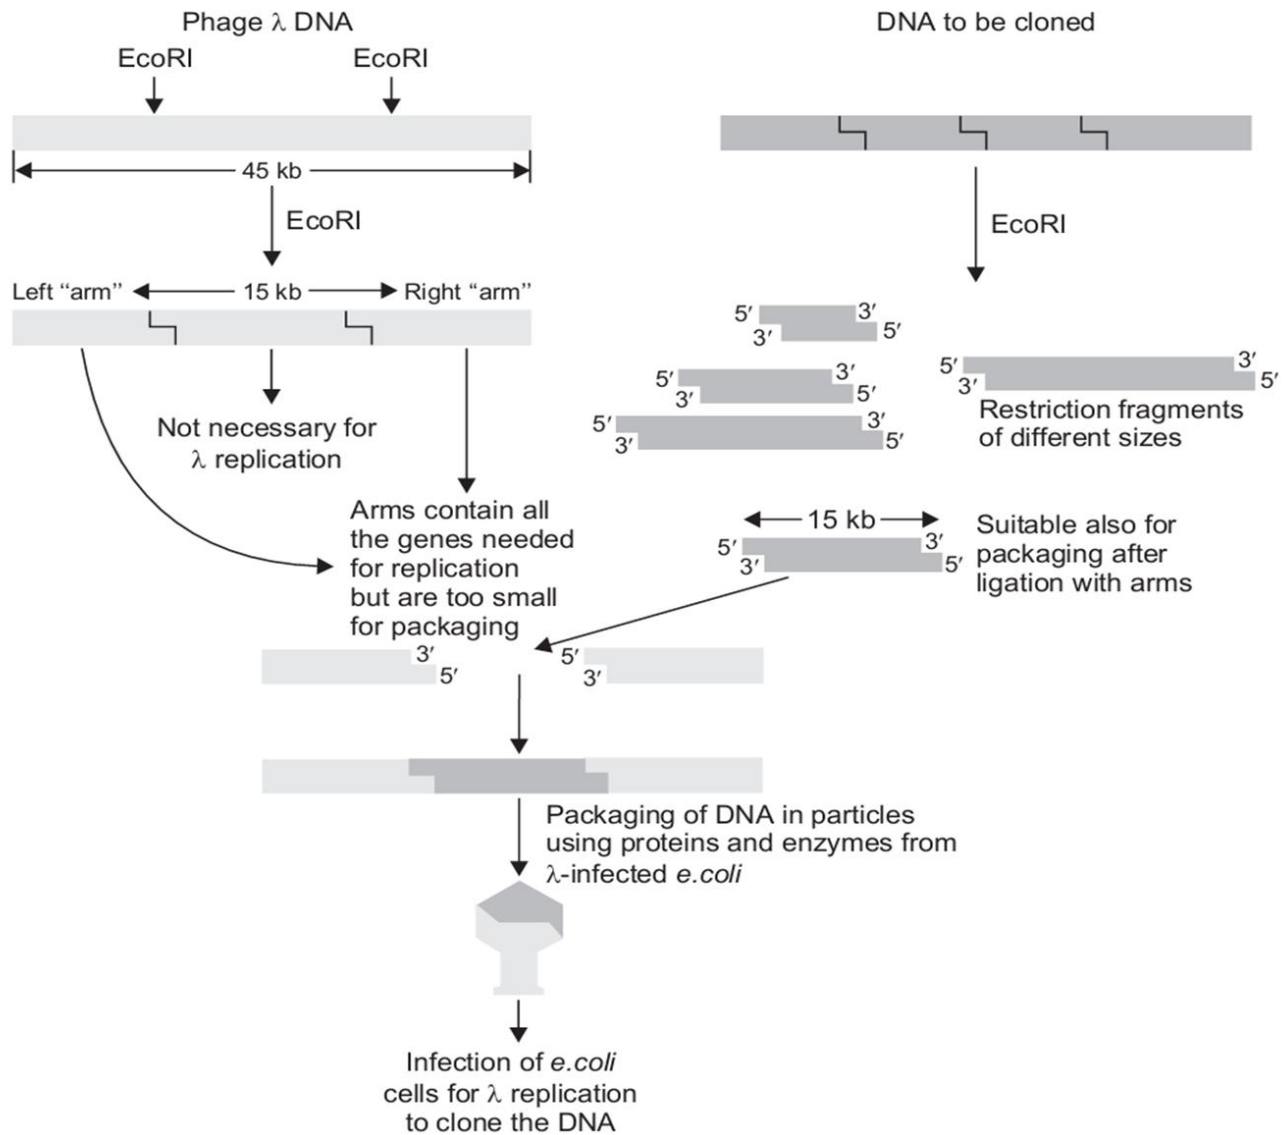 Phage λ DNA
EcoRI
EcoRI
45 kb
EcoRI
Left “arm”
15 kb
Right “arm”
Not necessary for
λ replication
Arms contain all
the genes needed
for replication
but are too small
for packaging
DNA to be cloned
EcoRI
5′
3′
3′
5′
5′
3′
3′
5′
5′
3′
3′
5′
5′
3′
3′
5′
Restriction fragments
of different sizes
15 kb
5′
3′
3′
5′
Suitable also for
packaging after
ligation with arms
3′
5′
5′
3′
Packaging of DNA in particles
using proteins and enzymes from
λ-infected e.coli
Infection of e.coli
cells for λ replication
to clone the DNA